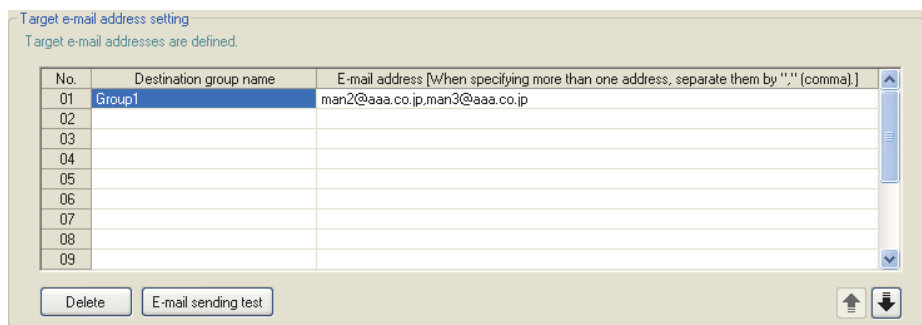 Target e-mail address setting
Target e-mail addresses are defined.
No. Destination group name E-mail address [When specifying more than one address, separate them by "," (comma).]
01 Group1 man2@aaa.co.jp,man3@aaa.co.jp
02
03
04
05
06
07
08
09
Delete E-mail sending test